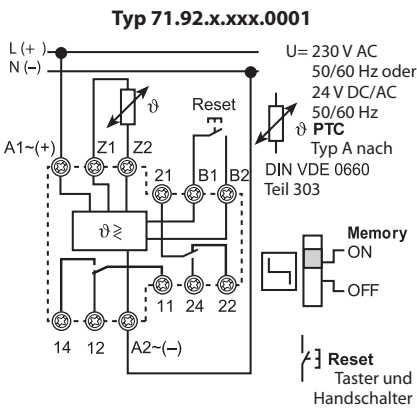 Typ 71.92.x.xxx.0001
L (+ )
N (–)
U= 230 V AC
50/60 Hz oder
24 V DC/AC
50/60 Hz
ϑ
Reset
ϑ PTC
Typ A nach
DIN VDE 0660
Teil 303
A1~(+) Z1 Z2
21 B1 B2
ϑ ≷
Memory
ON
OFF
11 24 22
14 12 A2~(–)
Reset
Taster und
Handschalter